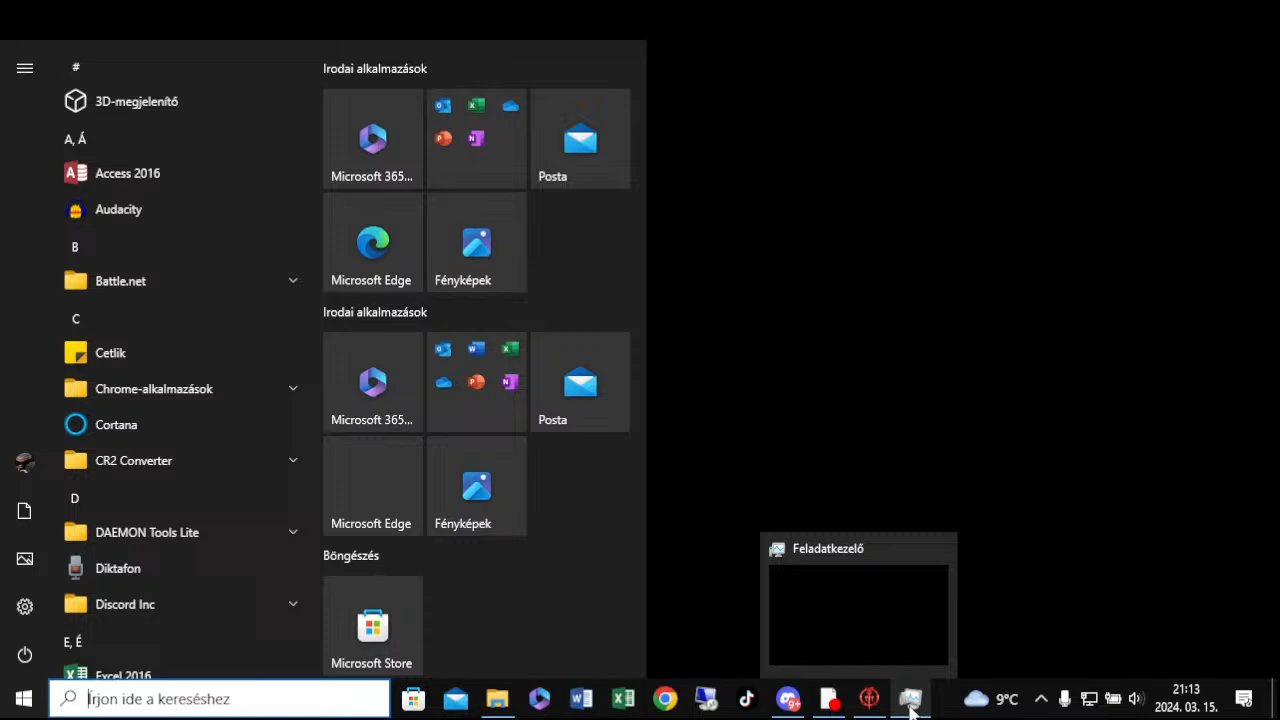 #
3D-megjelenítő
A, Á
Access 2016
Audacity
B
Battle.net
C
Cetlik
Chrome-alkalmazások
Cortana
CR2 Converter
D
DAEMON Tools Lite
Diktafon
Discord Inc
E, É
Excel 2016
Irodai alkalmazások
Microsoft 365...
Posta
Microsoft Edge
Fényképek
Irodai alkalmazások
Microsoft 365...
Posta
Microsoft Edge
Fényképek
Böngészés
Microsoft Store
Feladatkezelő
Írjon ide a kereséshez
9+
9°C
21:13
2024. 03. 15.